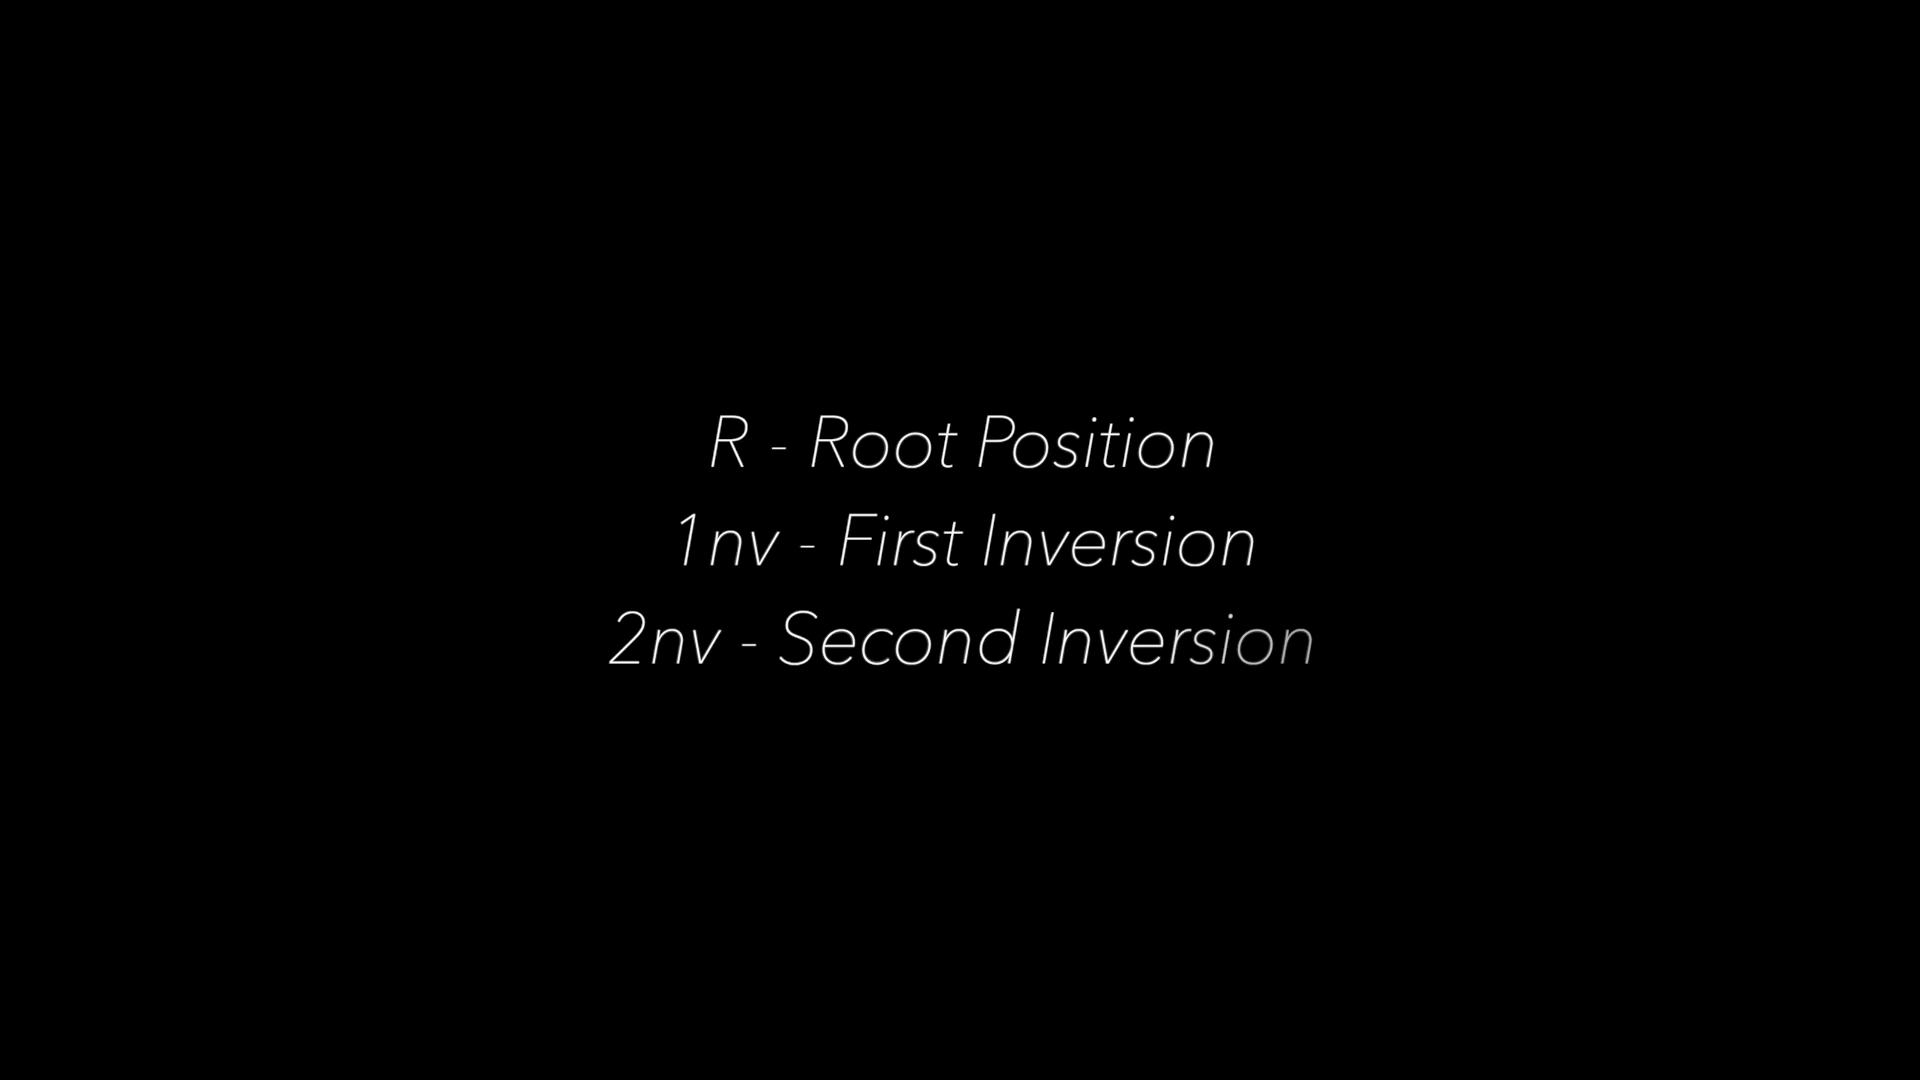 R - Root Position
1nv - First Inversion
2nv - Second Inversion